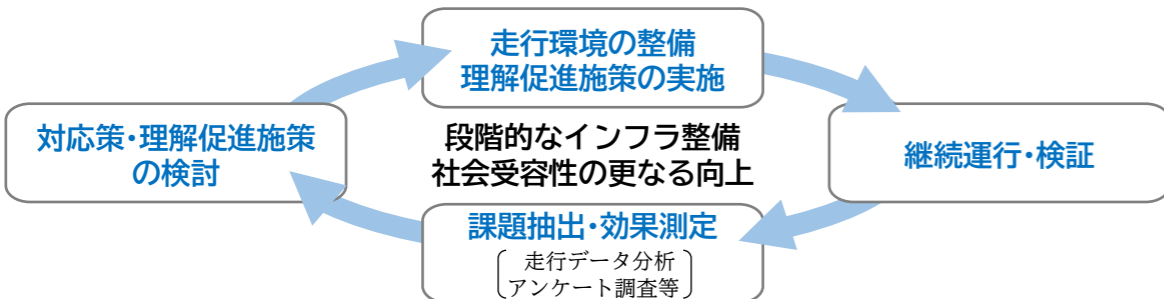 走行環境の整備
理解促進施策の実施
対応策・理解促進施策
の検討
段階的なインフラ整備
社会受容性の更なる向上
継続運行・検証
課題抽出・効果測定
走行データ分析
アンケート調査等